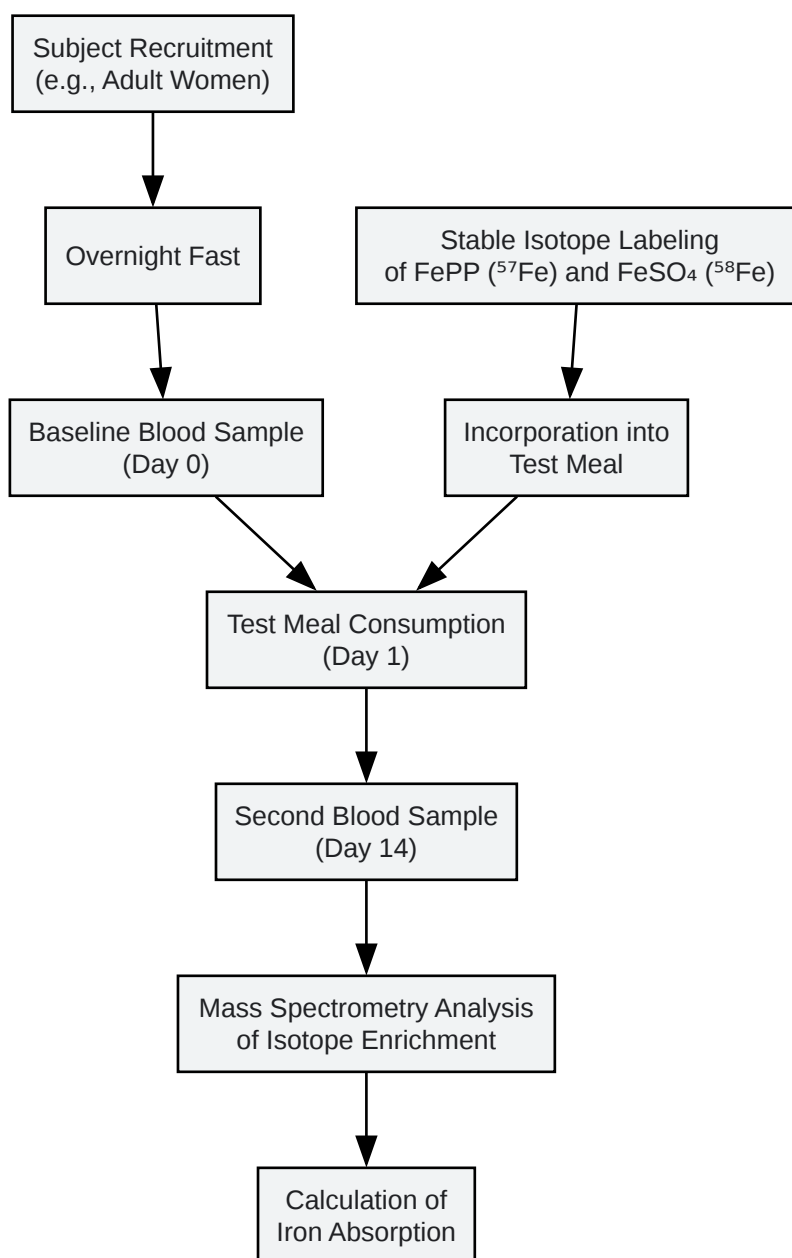 Subject Recruitment
(e.g., Adult Women)
Overnight Fast
Stable Isotope Labeling
of FePP (⁵⁷Fe) and FeSO₄ (⁵⁸Fe)
Baseline Blood Sample
(Day 0)
Incorporation into
Test Meal
Test Meal Consumption
(Day 1)
Second Blood Sample
(Day 14)
Mass Spectrometry Analysis
of Isotope Enrichment
Calculation of
Iron Absorption